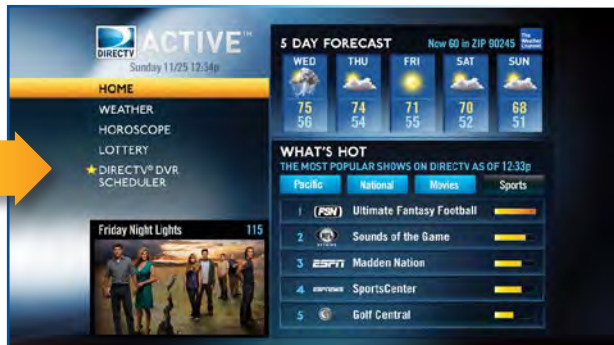 DIRECTV
ACTIVE™
Sunday 11/25 12:34p
HOME
WEATHER
HOROSCOPE
LOTTERY
DIRECTV® DVR
SCHEDULER
Friday Night Lights 115
5 DAY FORECAST Now 60 in ZIP 90245 The Weather Channel
WED THU FRI SAT SUN
75 74 71 70 68
56 54 55 52 51
WHAT'S HOT
THE MOST POPULAR SHOWS ON DIRECTV AS OF 12:33p
Pacific National Movies Sports
1 FSN Ultimate Fantasy Football
2 Sounds of the Game
3 ESPN Madden Nation
4 ESPNEWS SportsCenter
5 Golf Central